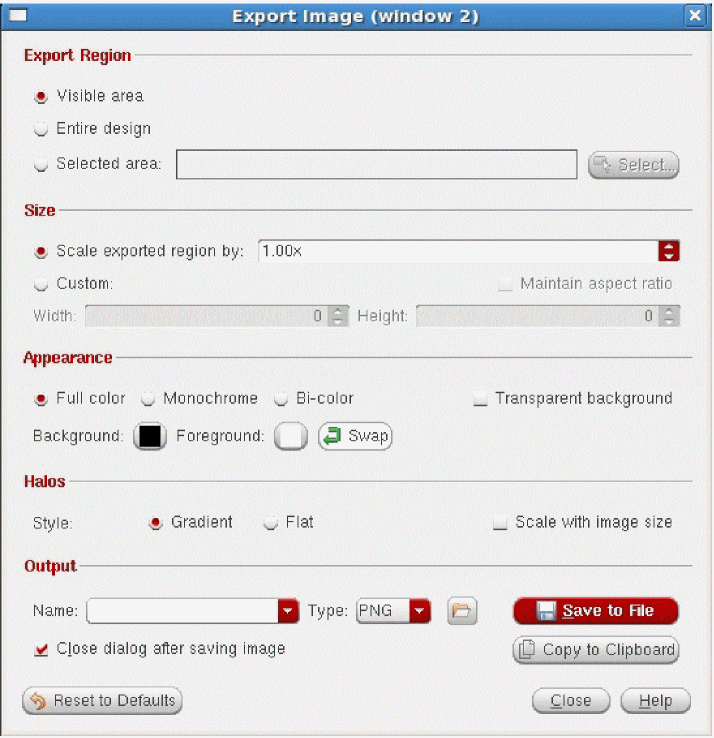 Export Image (window 2)
Export Region
Visible area
Entire design
Selected area: Select...
Size
Scale exported region by: 1.00x
Custom: Maintain aspect ratio
Width: 0 Height: 0
Appearance
Full color Monochrome Bi-color Transparent background
Background: Foreground: Swap
Halos
Style: Gradient Flat Scale with image size
Output
Name: Type: PNG Save to File
Close dialog after saving image Copy to Clipboard
Reset to Defaults Close Help